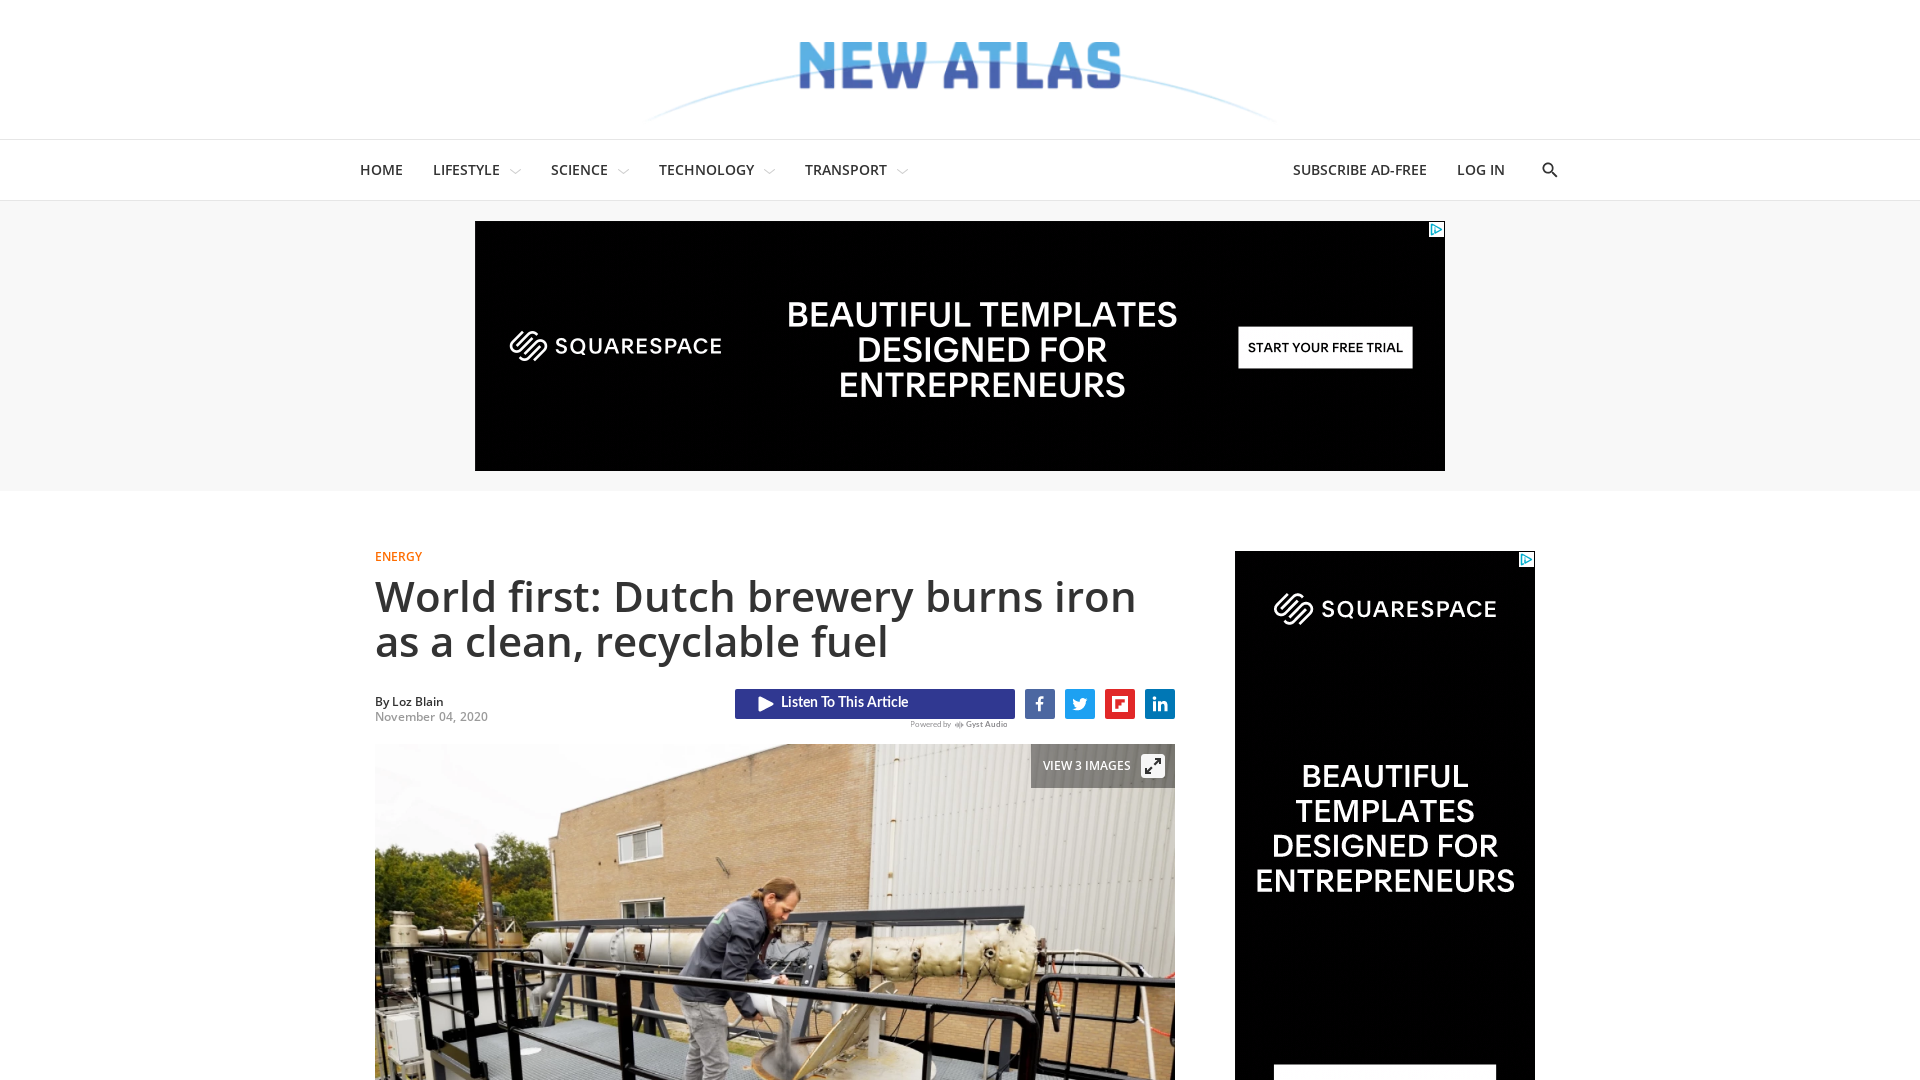 NEW ATLAS
HOME
LIFESTYLE
SCIENCE
TECHNOLOGY
TRANSPORT
SUBSCRIBE AD-FREE
LOG IN
SQUARESPACE
BEAUTIFUL TEMPLATES
DESIGNED FOR
ENTREPRENEURS
START YOUR FREE TRIAL
ENERGY
World first: Dutch brewery burns iron
as a clean, recyclable fuel
By Loz Blain
November 04, 2020
Listen To This Article
Powered by Gyst Audio
VIEW 3 IMAGES
SQUARESPACE
BEAUTIFUL
TEMPLATES
DESIGNED FOR
ENTREPRENEURS